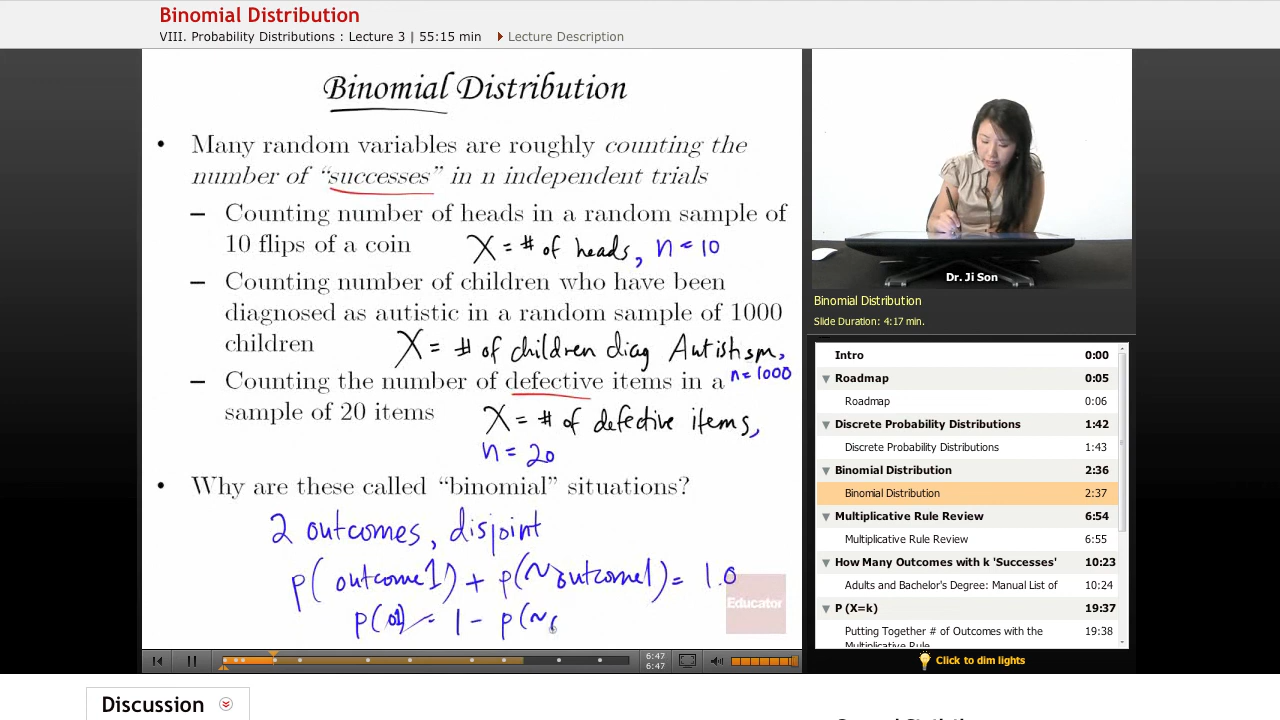 Binomial Distribution
VIII. Probability Distributions : Lecture 3 | 55:15 min
Lecture Description
Binomial Distribution
• Many random variables are roughly counting the
number of “successes” in n independent trials
– Counting number of heads in a random sample of
10 flips of a coin X = # of heads, n = 10
– Counting number of children who have been
diagnosed as autistic in a random sample of 1000
children X = # of children diag Autistism,
n = 1000
– Counting the number of defective items in a
sample of 20 items X = # of defective items,
n = 20
• Why are these called “binomial” situations?
2 outcomes, disjoint
p( outcome1) + p(~outcome1) = 1.0
p(o1) = 1 - p(~
Educator
6:47
6:47
Dr. Ji Son
Binomial Distribution
Slide Duration: 4:17 min.
Intro 0:00
Roadmap 0:05
Roadmap 0:06
Discrete Probability Distributions 1:42
Discrete Probability Distributions 1:43
Binomial Distribution 2:36
Binomial Distribution 2:37
Multiplicative Rule Review 6:54
Multiplicative Rule Review 6:55
How Many Outcomes with k 'Successes' 10:23
Adults and Bachelor's Degree: Manual List of 10:24
P (X=k) 19:37
Putting Together # of Outcomes with the 19:38
Multiplicative Rule
Click to dim lights
Discussion